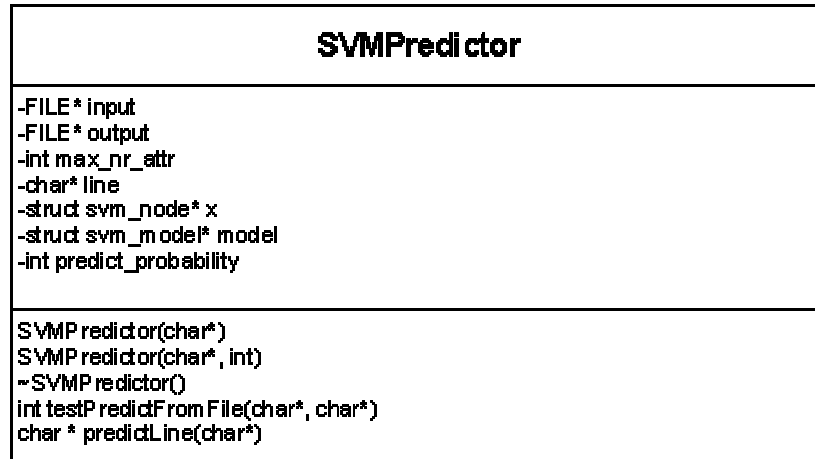 SVMPredictor
-FILE* input
-FILE* output
-int max_nr_attr
-char* line
-struct svm_node* x
-struct svm_model* model
-int predict_probability
SVMPredictor(char*)
SVMPredictor(char*, int)
~SVMPredictor()
int testPredictFromFile(char*, char*)
char * predictLine(char*)